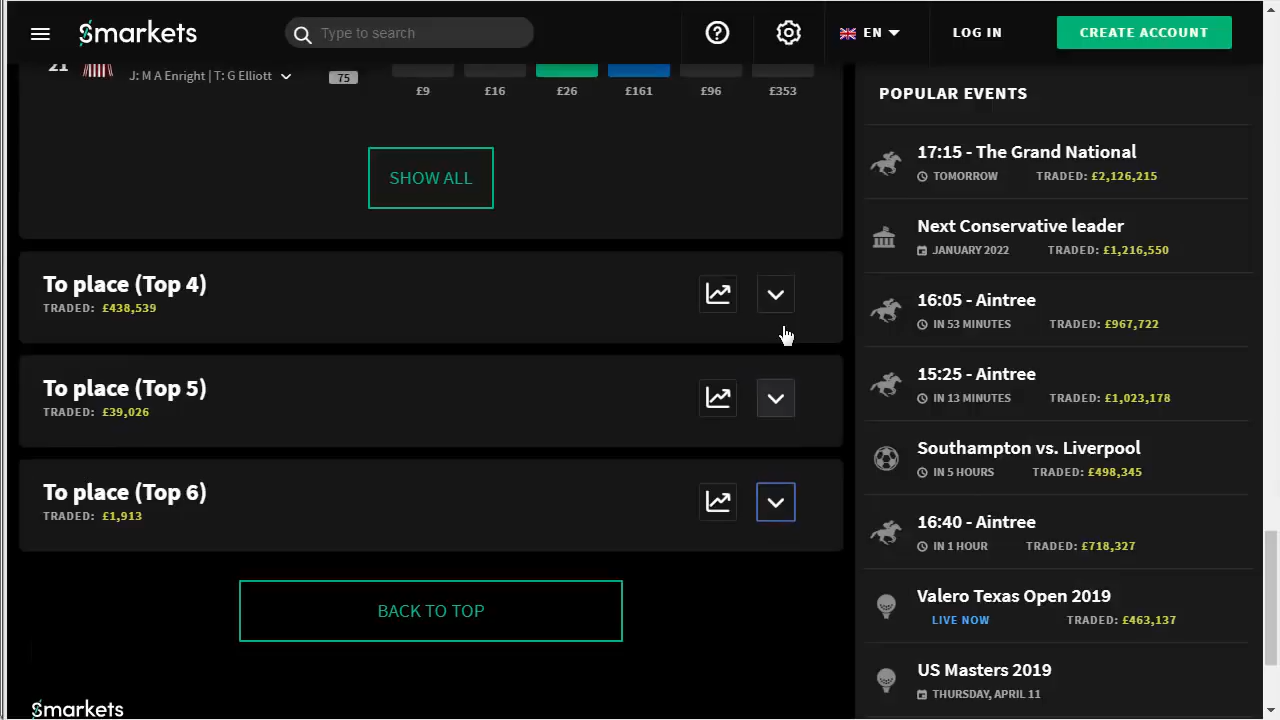 Smarkets
Type to search
EN
LOG IN
CREATE ACCOUNT
21
J: M A Enright | T: G Elliott
75
£9
£16
£26
£161
£96
£353
SHOW ALL
To place (Top 4)
TRADED: £438,539
To place (Top 5)
TRADED: £39,026
To place (Top 6)
TRADED: £1,913
BACK TO TOP
Smarkets
POPULAR EVENTS
17:15 - The Grand National
TOMORROW TRADED: £2,126,215
Next Conservative leader
JANUARY 2022 TRADED: £1,216,550
16:05 - Aintree
IN 53 MINUTES TRADED: £967,722
15:25 - Aintree
IN 13 MINUTES TRADED: £1,023,178
Southampton vs. Liverpool
IN 5 HOURS TRADED: £498,345
16:40 - Aintree
IN 1 HOUR TRADED: £718,327
Valero Texas Open 2019
LIVE NOW TRADED: £463,137
US Masters 2019
THURSDAY, APRIL 11